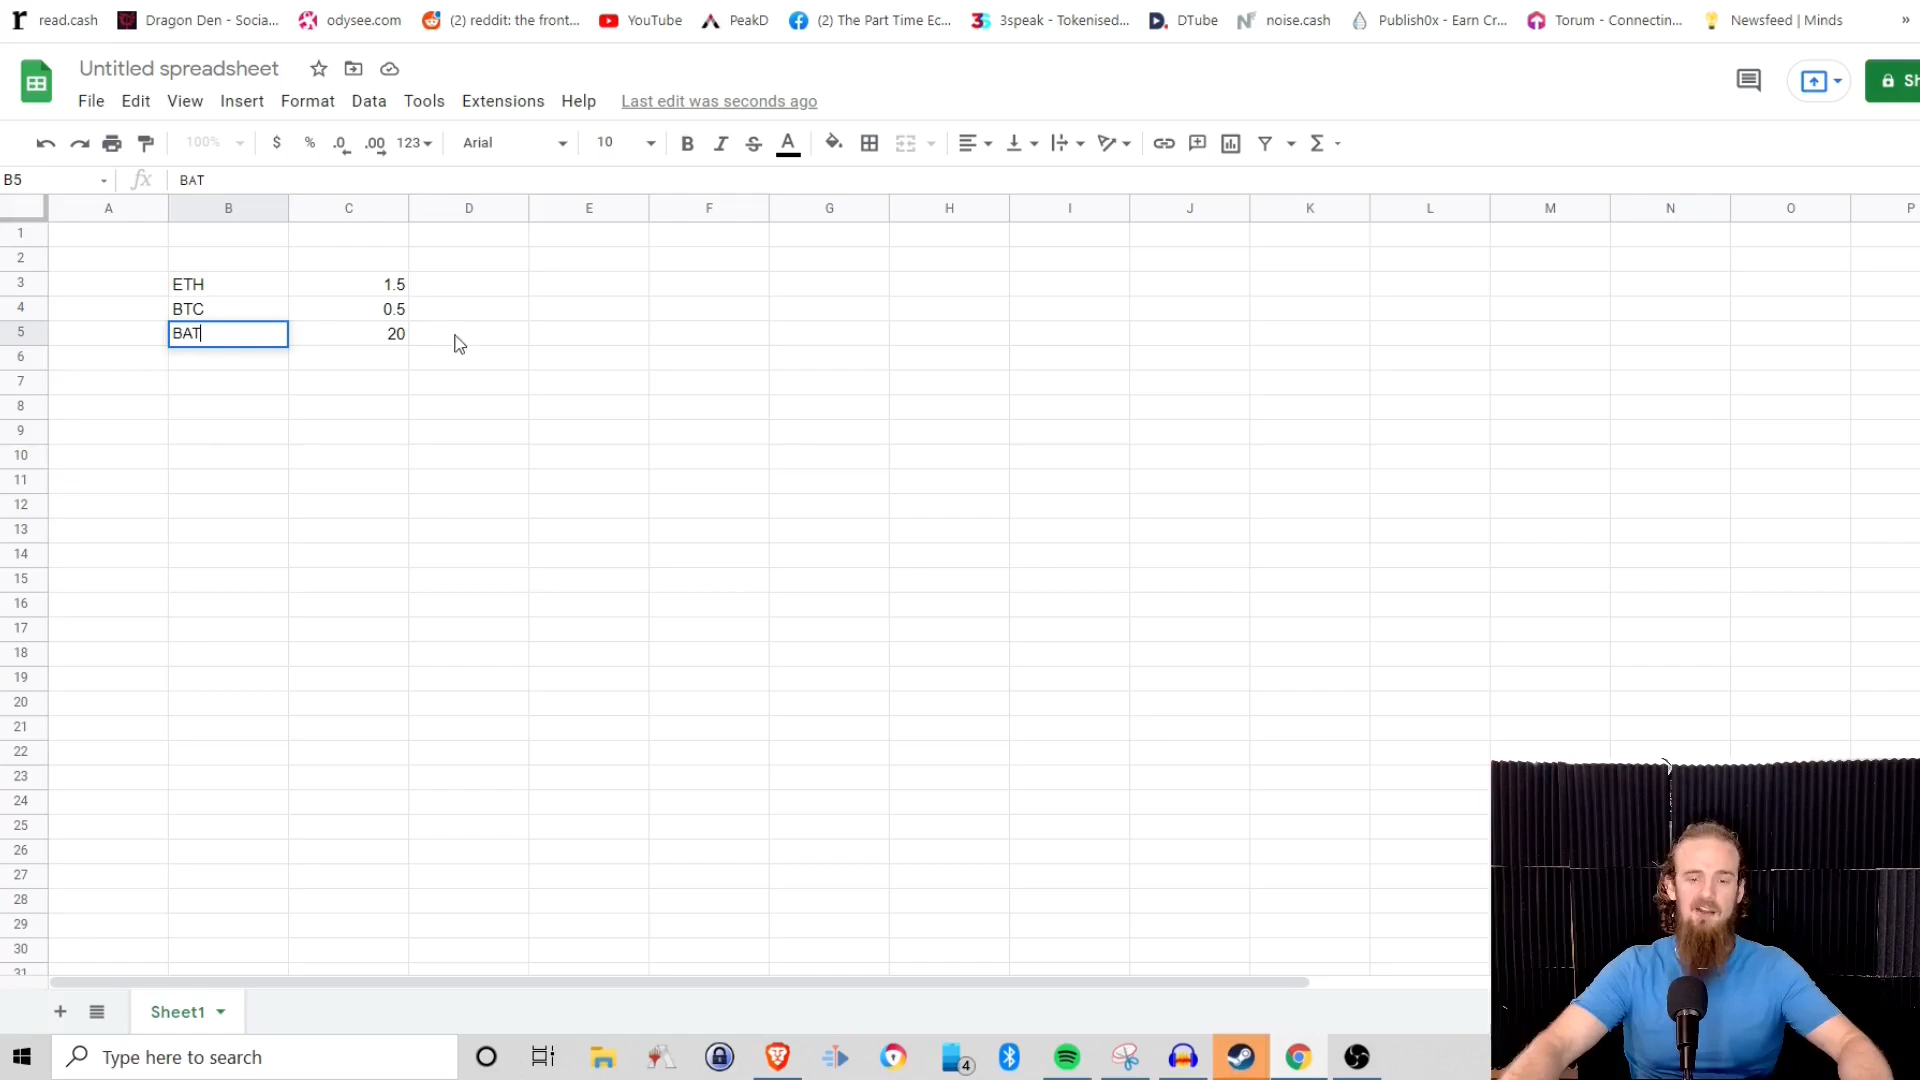 read.cash Dragon Den - Socia... odysee.com (2) reddit: the front... YouTube PeakD (2) The Part Time Ec... 3speak - Tokenised... DTube noise.cash Publish0x - Earn Cr... Torum - Connectin... Newsfeed | Minds »
Untitled spreadsheet
File Edit View Insert Format Data Tools Extensions Help Last edit was seconds ago Sh
100% $ % .0 .00 123 Arial 10 B I S A Σ
B5 fx BAT
A B C D E F G H I J K L M N O P
1
2
3 ETH 1.5
4 BTC 0.5
5 BAT 20
6
7
8
9
10
11
12
13
14
15
16
17
18
19
20
21
22
23
24
25
26
27
28
29
30
31
+ Sheet1
Type here to search 4